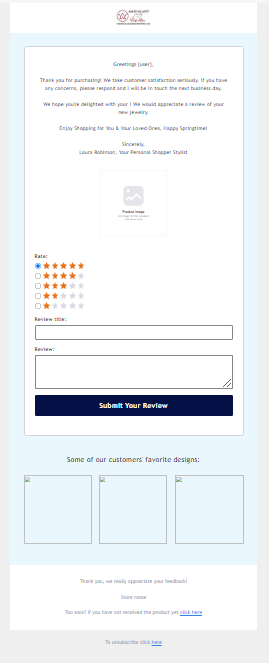 Greetings {user},
Thank you for purchasing! We take customer satisfaction seriously. If you have
any concerns, please respond and I will be in touch the next business day.
We hope you're delighted with your ! We would appreciate a review of your
new jewelry.
Enjoy Shopping for You & Your Loved Ones, Happy Springtime!
Sincerely,
Laura Robinson, Your Personal Shopper Stylist
Product image
Rate:
Review title:
Review:
Submit Your Review
Some of our customers' favorite designs:
Thank you, we really appreciate your feedback!
Store name
Too soon? If you have not received the product yet click here
To unsubscribe click here